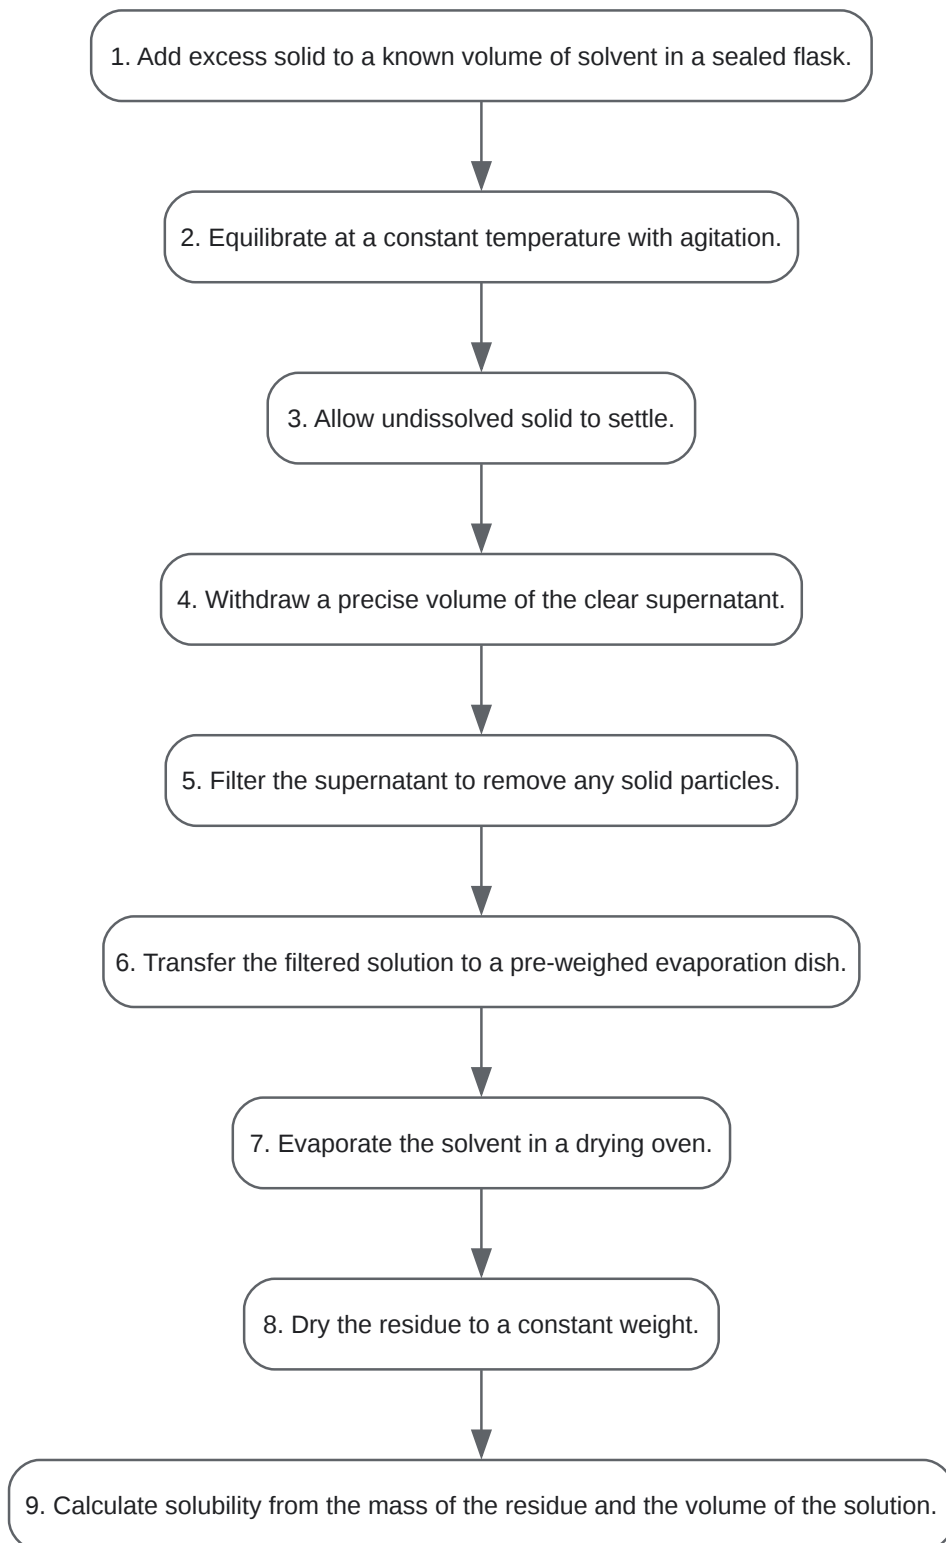 1. Add excess solid to a known volume of solvent in a sealed flask.
2. Equilibrate at a constant temperature with agitation.
3. Allow undissolved solid to settle.
4. Withdraw a precise volume of the clear supernatant.
5. Filter the supernatant to remove any solid particles.
6. Transfer the filtered solution to a pre-weighed evaporation dish.
7. Evaporate the solvent in a drying oven.
8. Dry the residue to a constant weight.
9. Calculate solubility from the mass of the residue and the volume of the solution.